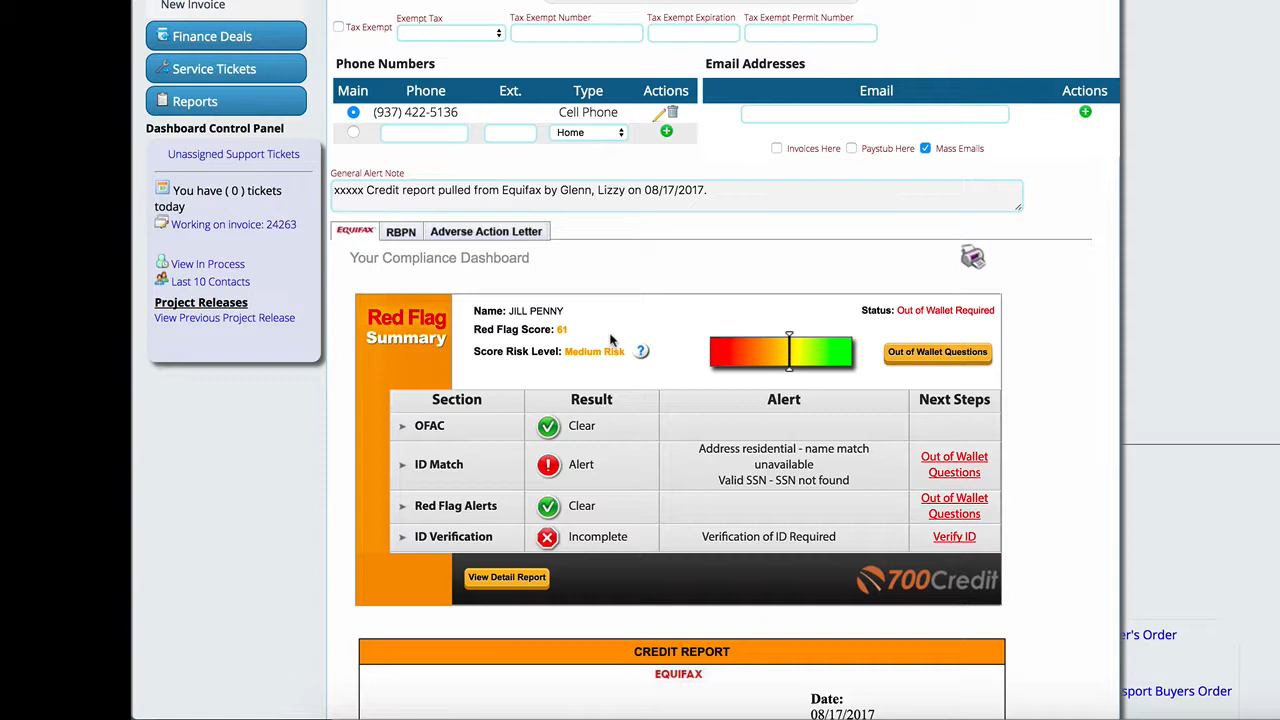 New Invoice
Finance Deals
Service Tickets
Reports
Dashboard Control Panel
Unassigned Support Tickets
You have ( 0 ) tickets
today
Working on invoice: 24263
View In Process
Last 10 Contacts
Project Releases
View Previous Project Release
Tax Exempt
Exempt Tax
Tax Exempt Number
Tax Exempt Expiration
Tax Exempt Permit Number
Phone Numbers
Main Phone Ext. Type Actions
(937) 422-5136 Cell Phone
Home
Email Addresses
Email Actions
Invoices Here Paystub Here Mass Emails
General Alert Note
xxxxx Credit report pulled from Equifax by Glenn, Lizzy on 08/17/2017.
EQUIFAX RBPN Adverse Action Letter
Your Compliance Dashboard
Red Flag
Summary
Name: JILL PENNY
Red Flag Score: 61
Score Risk Level: Medium Risk ?
Status: Out of Wallet Required
Out of Wallet Questions
Section Result Alert Next Steps
OFAC Clear
ID Match Alert
Address residential - name match
unavailable
Valid SSN - SSN not found
Out of Wallet
Questions
Red Flag Alerts Clear
Out of Wallet
Questions
ID Verification Incomplete Verification of ID Required Verify ID
View Detail Report
700Credit
CREDIT REPORT
EQUIFAX
Date:
08/17/2017
er's Order
sport Buyers Order